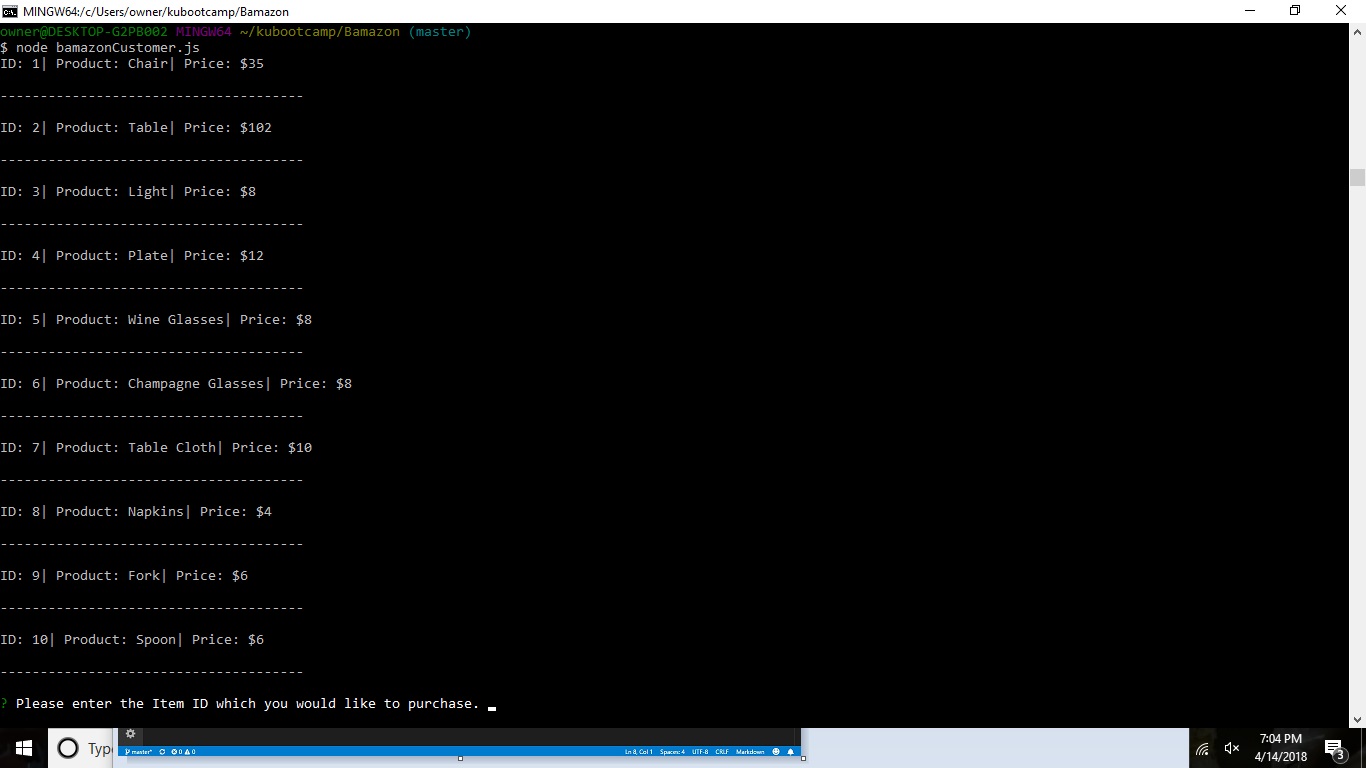 MINGW64:/c/Users/owner/kubootcamp/Bamazon
owner@DESKTOP-G2PB002 MINGW64 ~/kubootcamp/Bamazon (master)
$ node bamazonCustomer.js
ID: 1| Product: Chair| Price: $35
--------------------------------------
ID: 2| Product: Table| Price: $102
--------------------------------------
ID: 3| Product: Light| Price: $8
--------------------------------------
ID: 4| Product: Plate| Price: $12
--------------------------------------
ID: 5| Product: Wine Glasses| Price: $8
--------------------------------------
ID: 6| Product: Champagne Glasses| Price: $8
--------------------------------------
ID: 7| Product: Table Cloth| Price: $10
--------------------------------------
ID: 8| Product: Napkins| Price: $4
--------------------------------------
ID: 9| Product: Fork| Price: $6
--------------------------------------
ID: 10| Product: Spoon| Price: $6
--------------------------------------
? Please enter the Item ID which you would like to purchase.
Typ
master* 0 0 Ln 8, Col 1 Spaces: 4 UTF-8 CRLF Markdown
7:04 PM
4/14/2018
3